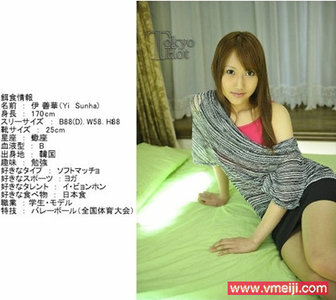 Tokyo
Hot
餌食情報
名前 : 伊 善華(Yi Sunha)
身長 : 170cm
スリーサイズ : B88(D). W58. H88
靴サイズ : 25cm
星座 : 蠍座
血液型 : B
出身地 : 韓国
趣味 : 勉強
好きなタイプ : ソフトマッチョ
好きなスポーツ : ヨガ
好きなタレント : イ・ビョンホン
好きな食べ物 : 日本食
職業 : 学生・モデル
特技 : バレーボール(全国体育大会)
www.vmeiji.com